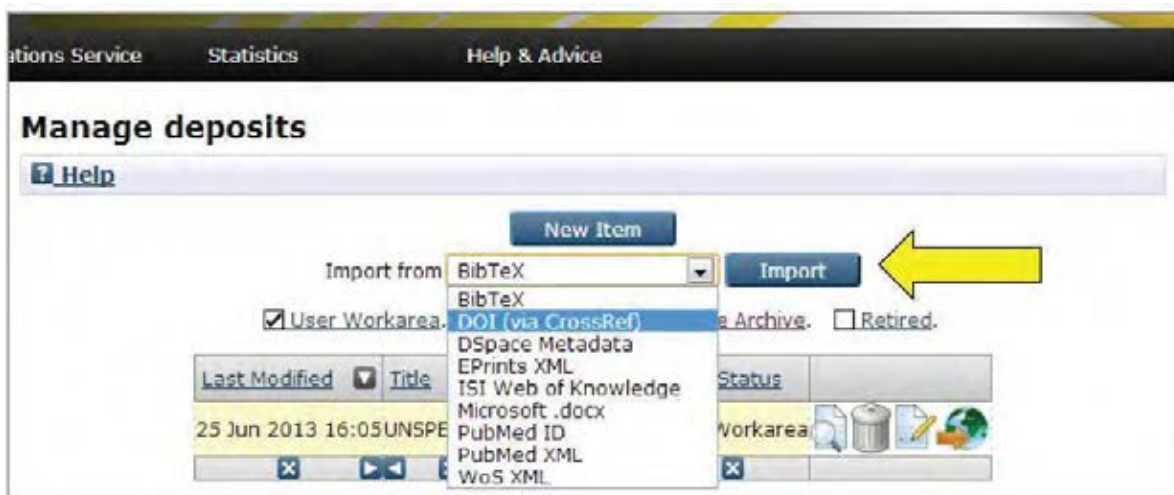 ations Service Statistics Help & Advice
Manage deposits
? Help
New Item
Import from BibTeX Import
BibTeX
User Workarea. DOI (via CrossRef) e Archive. Retired.
DSpace Metadata
EPrints XML
Last Modified Title ISI Web of Knowledge Status
Microsoft .docx
25 Jun 2013 16:05 UNSPE PubMed ID Workarea
PubMed XML
WoS XML